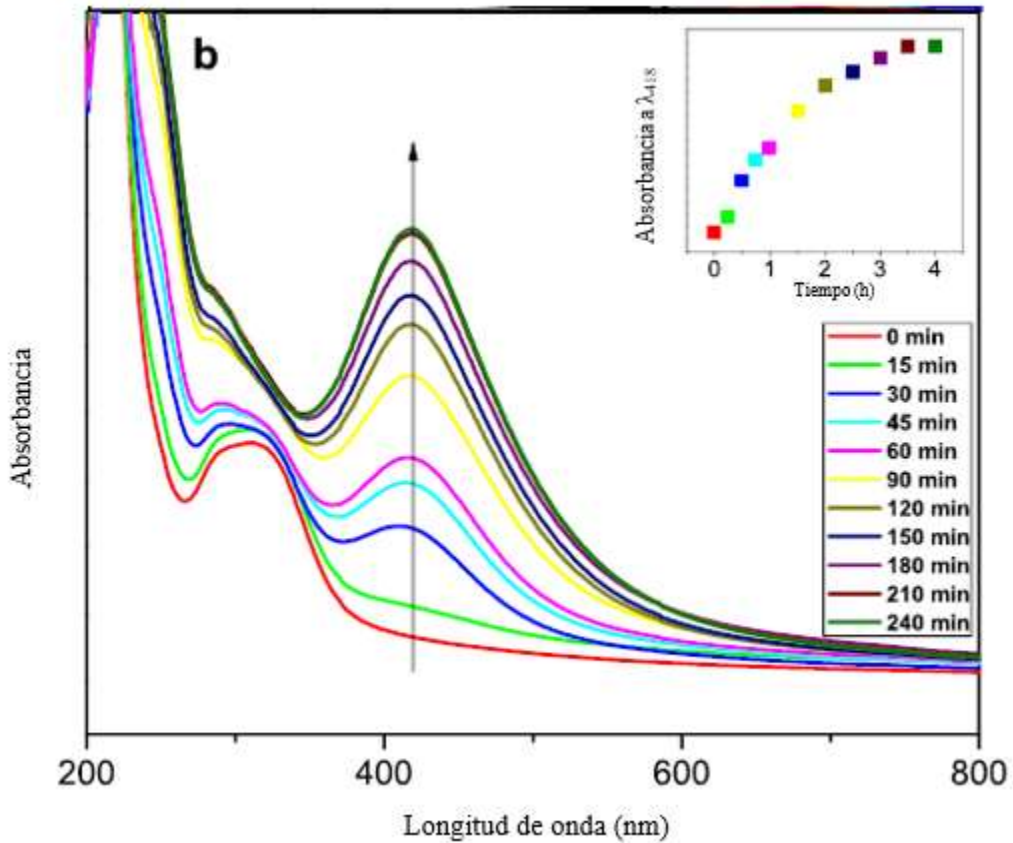 b
Absorbancia a λ418
0 1 2 3 4
Tiempo (h)
0 min
15 min
30 min
45 min
60 min
90 min
120 min
150 min
180 min
210 min
240 min
Absorbancia
200 400 600 800
Longitud de onda (nm)